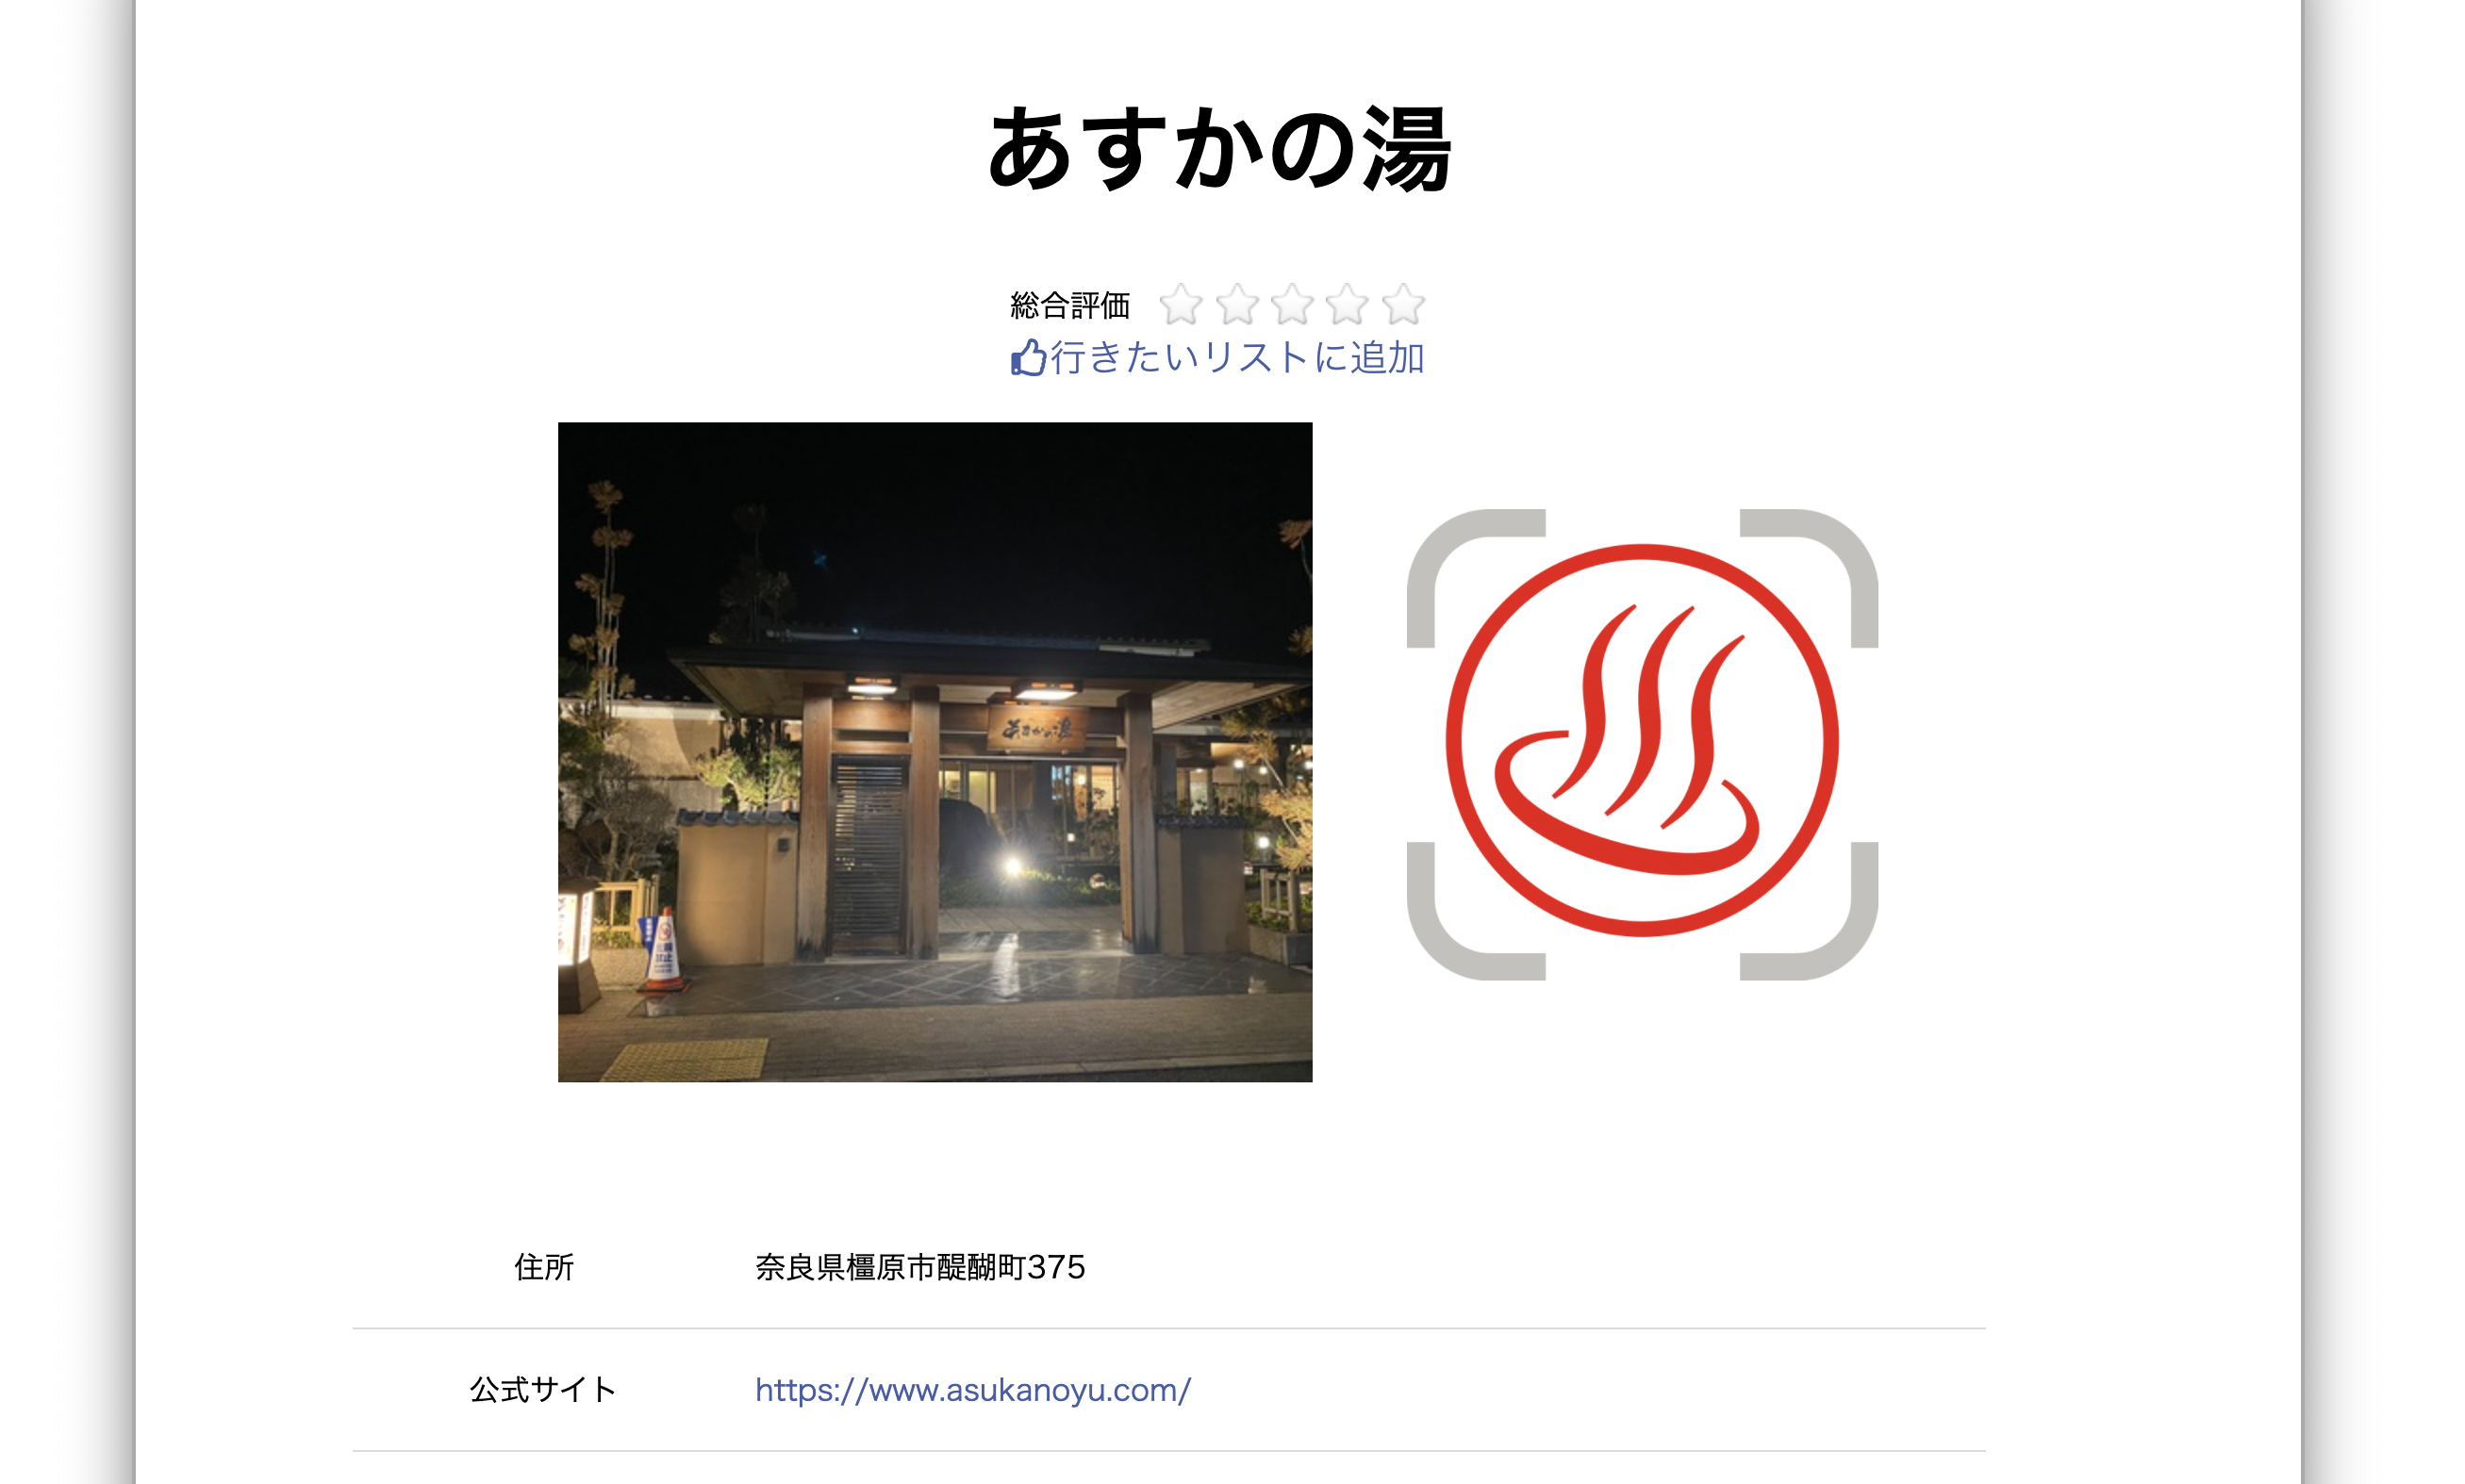 あすかの湯
総合評価
行きたいリストに追加
あすかの湯
禁止
住所 奈良県橿原市醍醐町375
公式サイト https://www.asukanoyu.com/